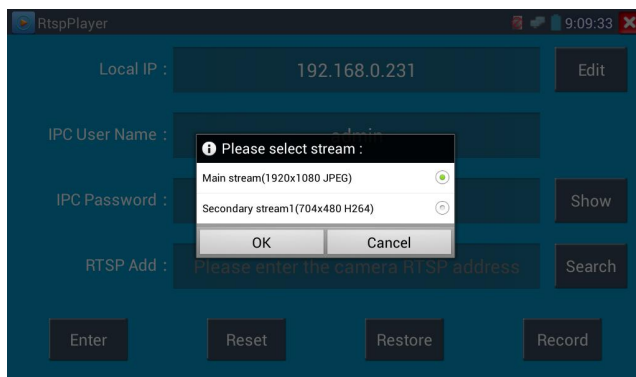 RtspPlayer
9:09:33
Local IP :
192.168.0.231
Edit
IPC User Name :
admin
Please select stream :
Main stream(1920x1080 JPEG)
Secondary stream1(704x480 H264)
OK
Cancel
IPC Password :
Show
RTSP Add :
Please enter the camera RTSP address
Search
Enter
Reset
Restore
Record